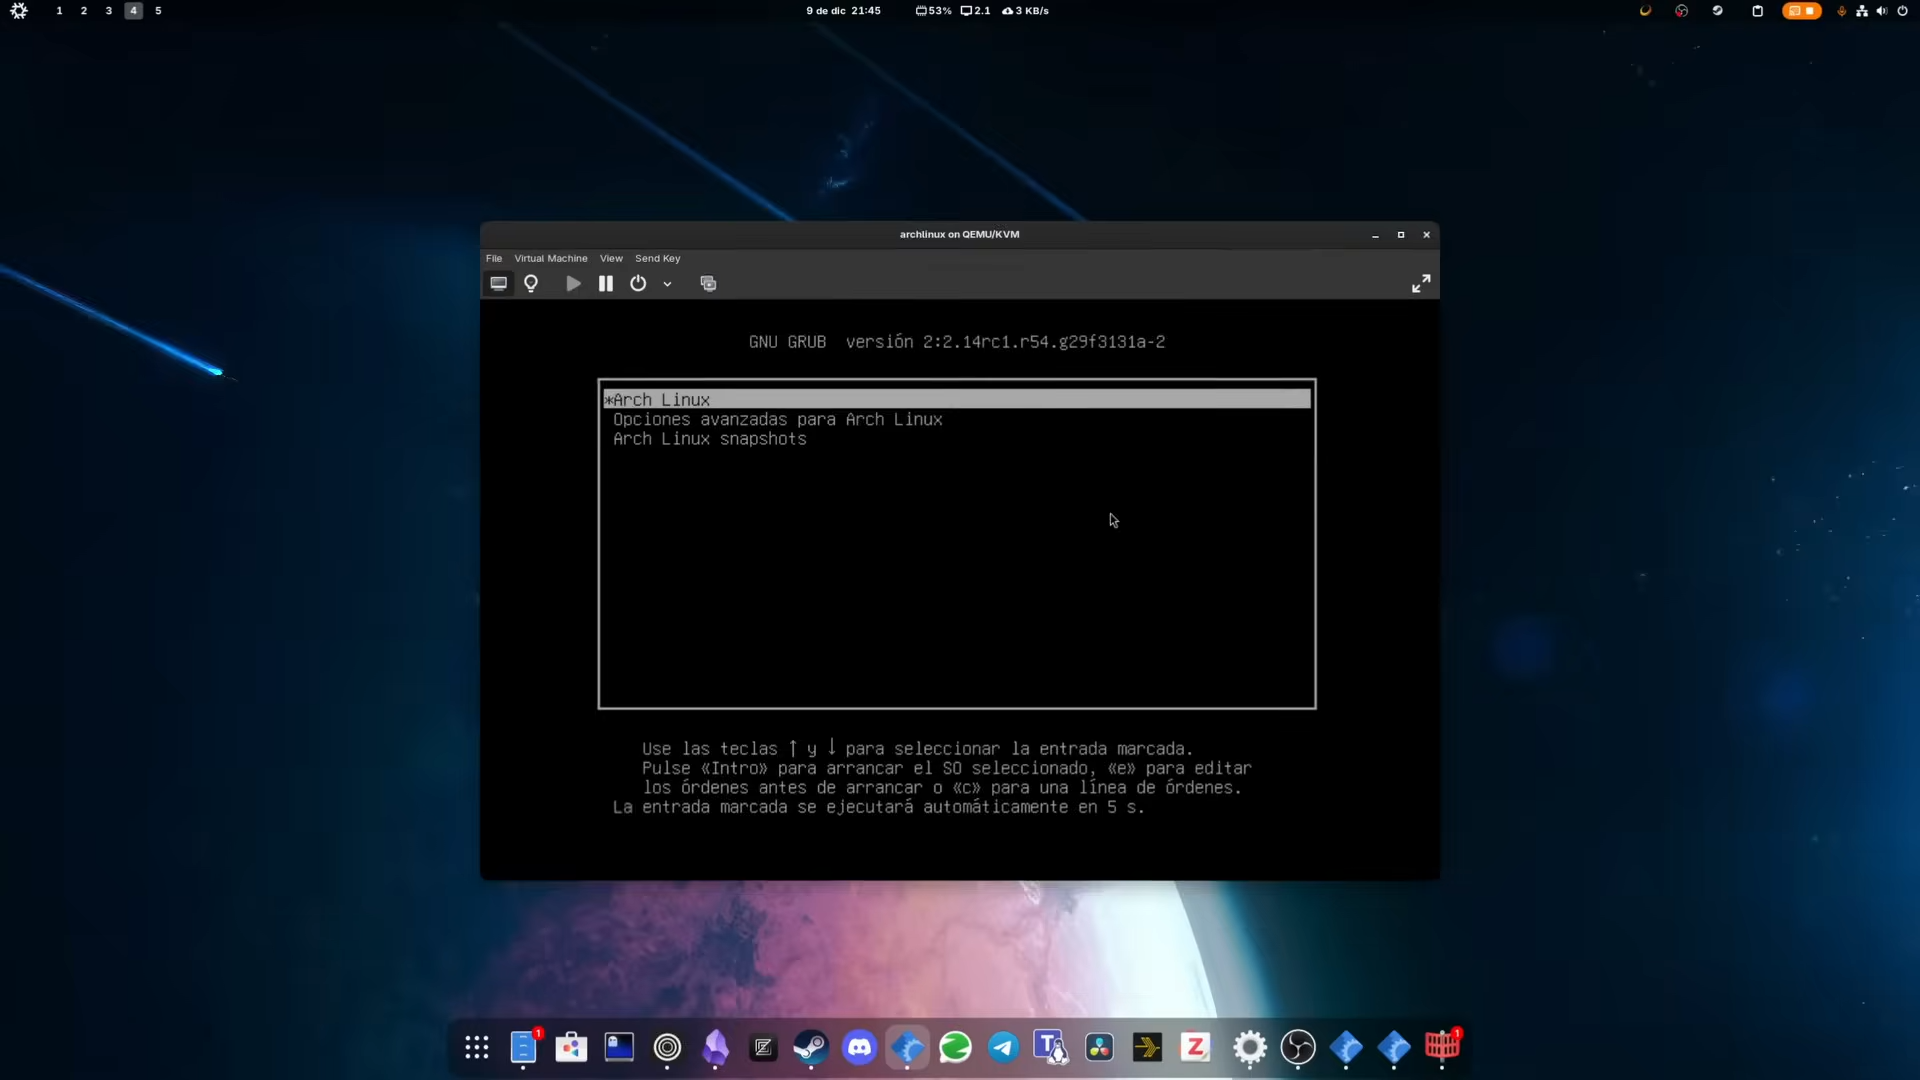 1 2 3 4 5
9 de dic 21:45 53% 2.1 3 KB/s
archlinux on QEMU/KVM
File Virtual Machine View Send Key
GNU GRUB versión 2:2.14rc1.r54.g29f3131a-2
*Arch Linux
Opciones avanzadas para Arch Linux
Arch Linux snapshots
Use las teclas ↑ y ↓ para seleccionar la entrada marcada.
Pulse «Intro» para arrancar el SO seleccionado, «e» para editar
los órdenes antes de arrancar o «c» para una línea de órdenes.
La entrada marcada se ejecutará automáticamente en 5 s.
1 T Z 1